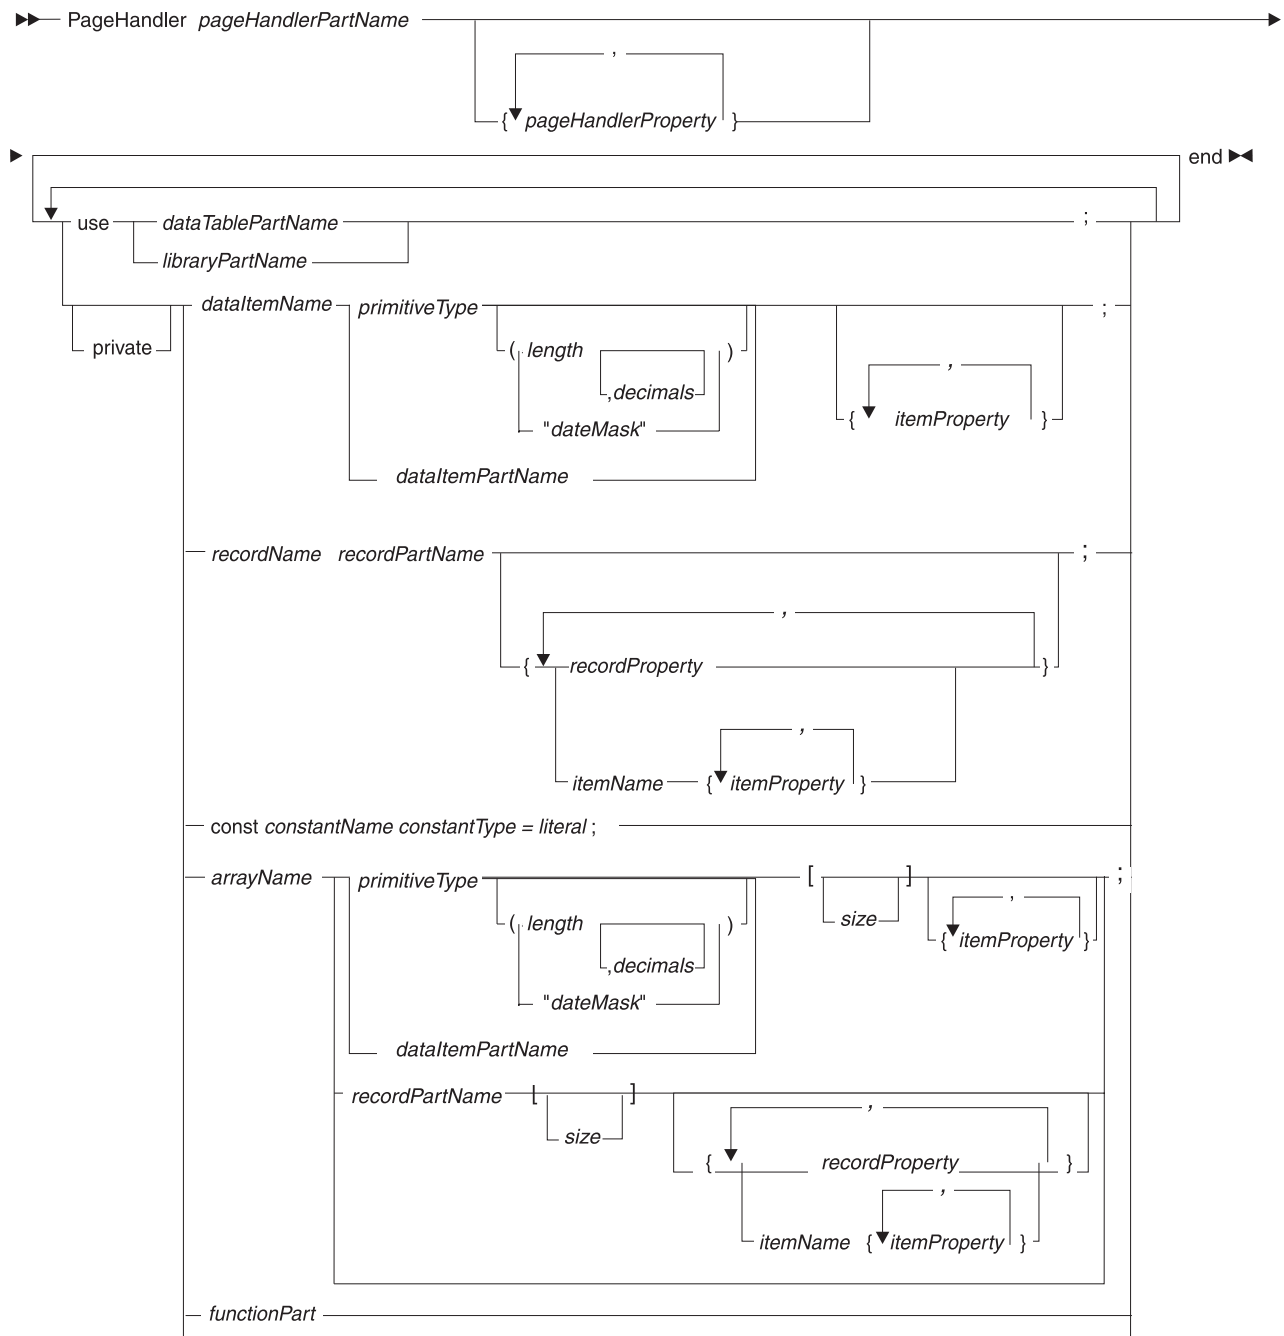 PageHandler pageHandlerPartName
,
{ pageHandlerProperty }
end
use dataTablePartName ;
libraryPartName
dataItemName primitiveType ;
private
( length )
,decimals
"dateMask"
,
{ itemProperty }
dataItemPartName
recordName recordPartName ;
,
{ recordProperty }
,
itemName { itemProperty }
const constantName constantType = literal ;
arrayName primitiveType [ ] ;
size
( length )
,decimals
"dateMask"
,
{ itemProperty }
dataItemPartName
recordPartName [ ]
size
,
{ recordProperty }
,
itemName { itemProperty }
functionPart